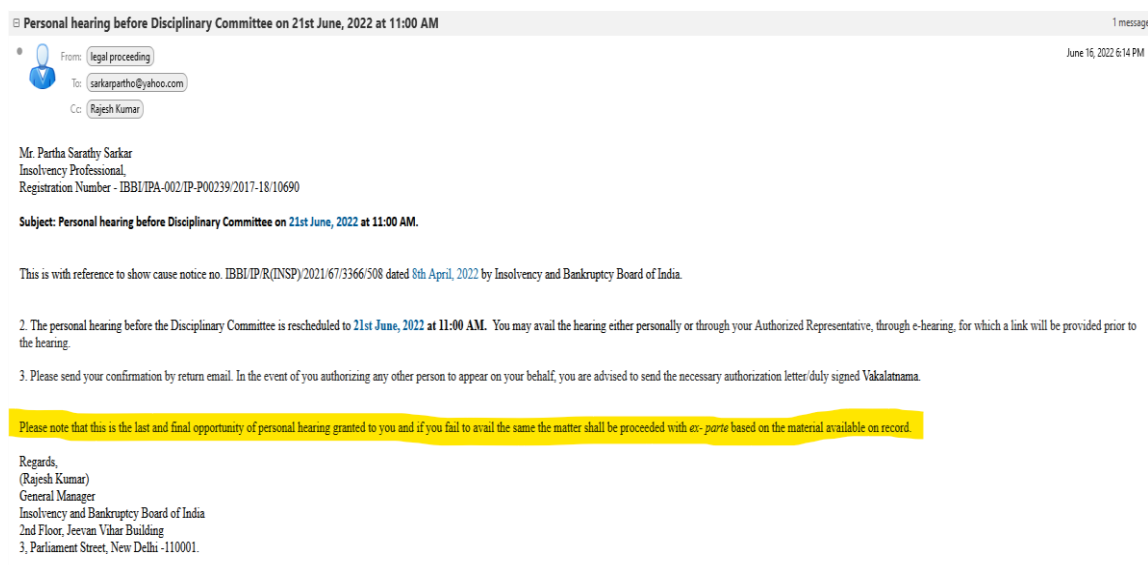 Personal hearing before Disciplinary Committee on 21st June, 2022 at 11:00 AM
1 message
From: legal proceeding
June 16, 2022 6:14 PM
To: sarkarpartho@yahoo.com
Cc: Rajesh Kumar
Mr. Partha Sarathy Sarkar
Insolvency Professional,
Registration Number - IBBI/IPA-002/IP-P00239/2017-18/10690
Subject: Personal hearing before Disciplinary Committee on 21st June, 2022 at 11:00 AM.
This is with reference to show cause notice no. IBBI/IP/R(INSP)/2021/67/3366/508 dated 8th April, 2022 by Insolvency and Bankruptcy Board of India.
2. The personal hearing before the Disciplinary Committee is rescheduled to 21st June, 2022 at 11:00 AM. You may avail the hearing either personally or through your Authorized Representative, through e-hearing, for which a link will be provided prior to
the hearing.
3. Please send your confirmation by return email. In the event of you authorizing any other person to appear on your behalf, you are advised to send the necessary authorization letter/duly signed Vakalatnama.
Please note that this is the last and final opportunity of personal hearing granted to you and if you fail to avail the same the matter shall be proceeded with ex- parte based on the material available on record.
Regards,
(Rajesh Kumar)
General Manager
Insolvency and Bankruptcy Board of India
2nd Floor, Jeevan Vihar Building
3, Parliament Street, New Delhi -110001.